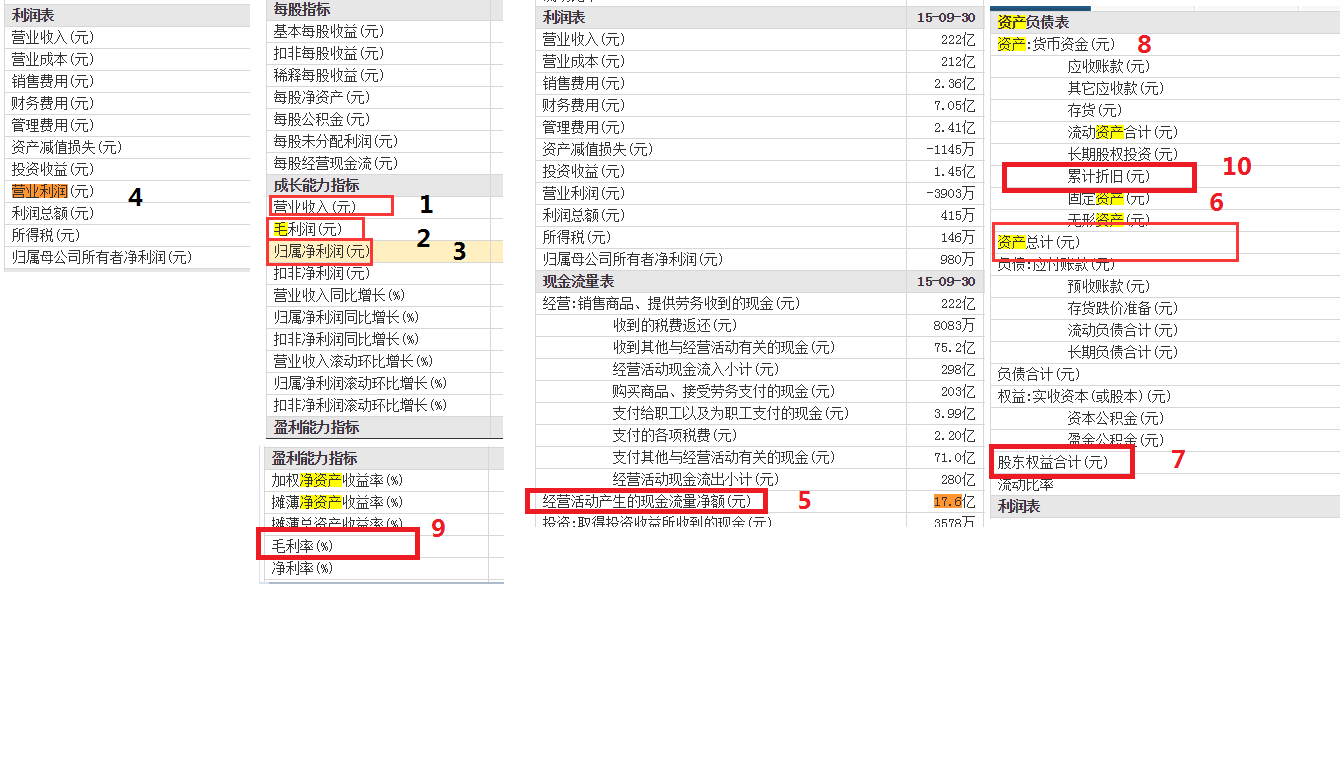 利润表
营业收入(元)
营业成本(元)
销售费用(元)
财务费用(元)
管理费用(元)
资产减值损失(元)
投资收益(元)
营业利润(元)
4
利润总额(元)
所得税(元)
归属母公司所有者净利润(元)
每股指标
基本每股收益(元)
扣非每股收益(元)
稀释每股收益(元)
每股净资产(元)
每股公积金(元)
每股未分配利润(元)
每股经营现金流(元)
成长能力指标
营业收入(元) 1
毛利润(元) 2
归属净利润(元) 3
扣非净利润(元)
营业收入同比增长(%)
归属净利润同比增长(%)
扣非净利润同比增长(%)
营业收入滚动环比增长(%)
归属净利润滚动环比增长(%)
扣非净利润滚动环比增长(%)
盈利能力指标
盈利能力指标
加权净资产收益率(%)
摊薄净资产收益率(%)
摊薄总资产收益率(%)
毛利率(%) 9
净利率(%)
利润表 15-09-30
营业收入(元) 222亿
营业成本(元) 212亿
销售费用(元) 2.36亿
财务费用(元) 7.05亿
管理费用(元) 2.41亿
资产减值损失(元) -1145万
投资收益(元) 1.45亿
营业利润(元) -3903万
利润总额(元) 415万
所得税(元) 146万
归属母公司所有者净利润(元) 980万
现金流量表 15-09-30
经营:销售商品、提供劳务收到的现金(元) 222亿
收到的税费返还(元) 8083万
收到其他与经营活动有关的现金(元) 75.2亿
经营活动现金流入小计(元) 298亿
购买商品、接受劳务支付的现金(元) 203亿
支付给职工以及为职工支付的现金(元) 3.99亿
支付的各项税费(元) 2.20亿
支付其他与经营活动有关的现金(元) 71.0亿
经营活动现金流出小计(元) 280亿
经营活动产生的现金流量净额(元) 5 17.6亿
投资:取得投资收益所收到的现金(元) 3578万
资产负债表
资产:货币资金(元) 8
应收账款(元)
其它应收款(元)
存货(元)
流动资产合计(元)
长期股权投资(元)
累计折旧(元) 10
固定资产(元) 6
无形资产(元)
资产总计(元)
负债:应付账款(元)
预收账款(元)
存货跌价准备(元)
流动负债合计(元)
长期负债合计(元)
负债合计(元)
权益:实收资本(或股本)(元)
资本公积金(元)
盈余公积金(元)
股东权益合计(元) 7
流动比率
利润表